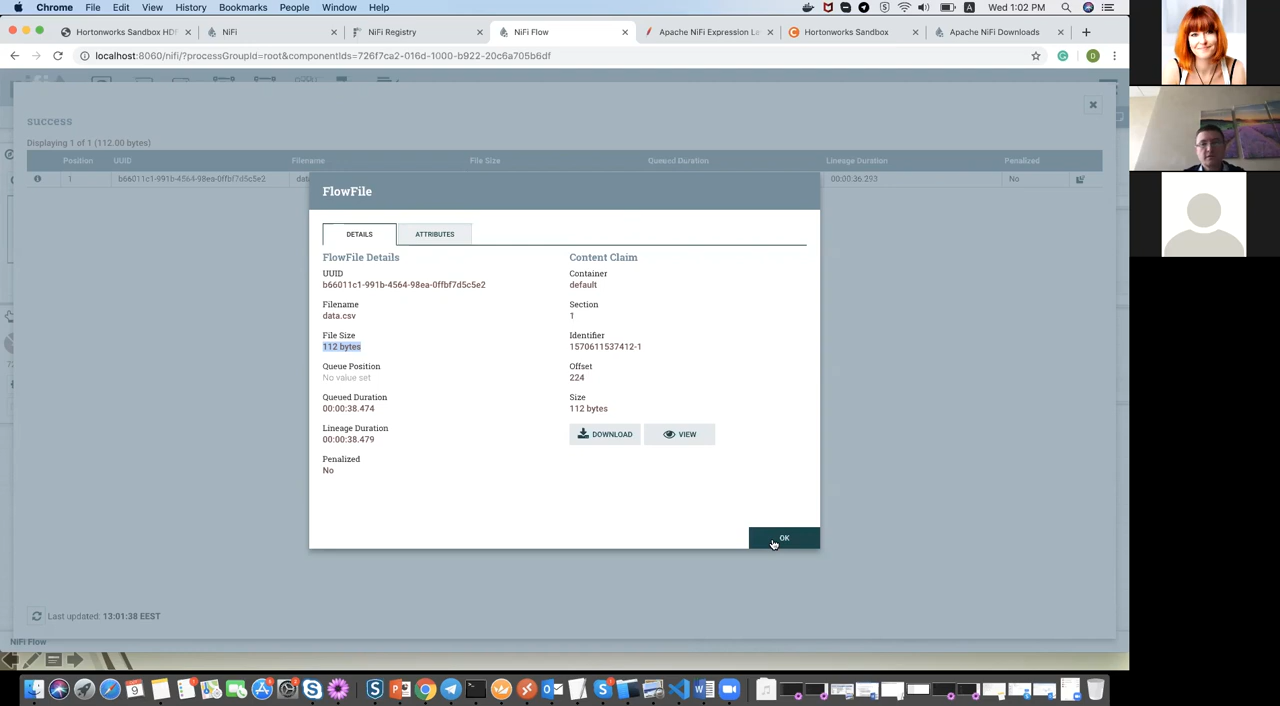 Chrome File Edit View History Bookmarks People Window Help Wed 1:02 PM
Hortonworks Sandbox HDF NiFi NiFi Registry NiFi Flow Apache NiFi Expression La Hortonworks Sandbox Apache NiFi Downloads
localhost:8060/nifi/?processGroupId=root&componentIds=726f7ca2-016d-1000-b922-20c6a705b6df
success
Displaying 1 of 1 (112.00 bytes)
Position UUID Filename File Size Queued Duration Lineage Duration Penalized
1 b66011c1-991b-4564-98ea-0ffbf7d5c5e2 00:00:36.293 No
FlowFile
DETAILS ATTRIBUTES
FlowFile Details
UUID
b66011c1-991b-4564-98ea-0ffbf7d5c5e2
Filename
data.csv
File Size
112 bytes
Queue Position
No value set
Queued Duration
00:00:38.474
Lineage Duration
00:00:38.479
Penalized
No
Content Claim
Container
default
Section
1
Identifier
1570611537412-1
Offset
224
Size
112 bytes
DOWNLOAD VIEW
OK
Last updated: 13:01:38 EEST
NiFi Flow